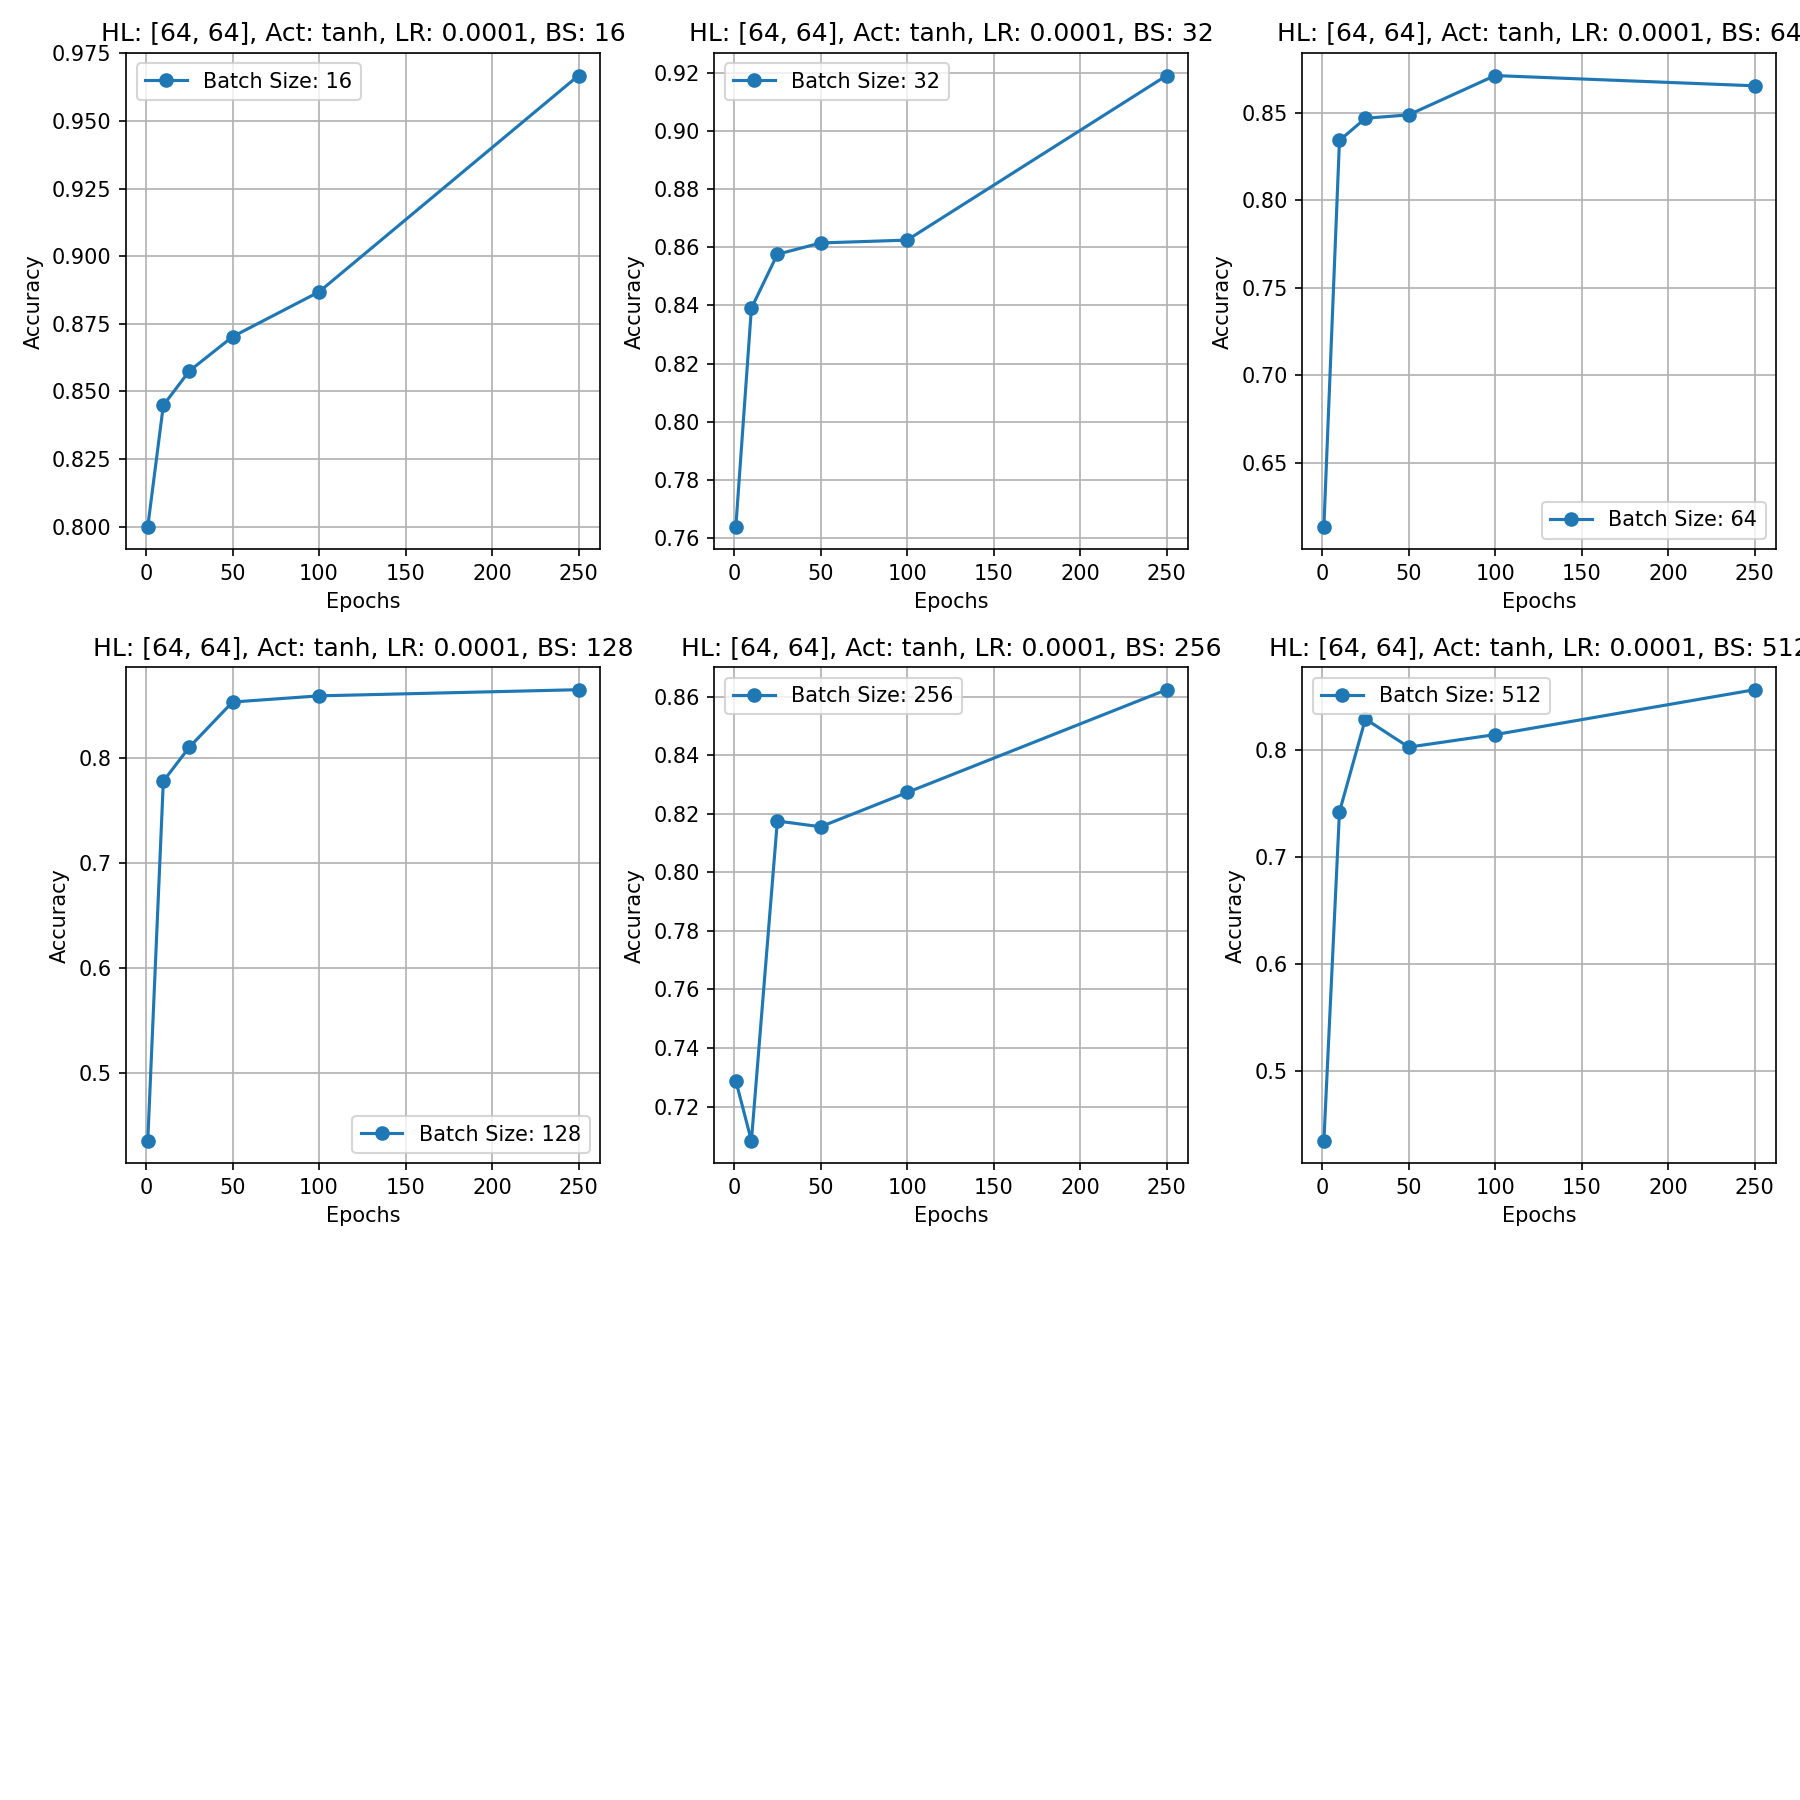 HL: [64, 64], Act: tanh, LR: 0.0001, BS: 16
Batch Size: 16
0.975
0.950
0.925
0.900
0.875
0.850
0.825
0.800
Accuracy
0 50 100 150 200 250
Epochs
HL: [64, 64], Act: tanh, LR: 0.0001, BS: 32
Batch Size: 32
0.92
0.90
0.88
0.86
0.84
0.82
0.80
0.78
0.76
Accuracy
0 50 100 150 200 250
Epochs
HL: [64, 64], Act: tanh, LR: 0.0001, BS: 64
0.85
0.80
0.75
0.70
0.65
Accuracy
Batch Size: 64
0 50 100 150 200 250
Epochs
HL: [64, 64], Act: tanh, LR: 0.0001, BS: 128
0.8
0.7
0.6
0.5
Accuracy
Batch Size: 128
0 50 100 150 200 250
Epochs
HL: [64, 64], Act: tanh, LR: 0.0001, BS: 256
Batch Size: 256
0.86
0.84
0.82
0.80
0.78
0.76
0.74
0.72
Accuracy
0 50 100 150 200 250
Epochs
HL: [64, 64], Act: tanh, LR: 0.0001, BS: 512
Batch Size: 512
0.8
0.7
0.6
0.5
Accuracy
0 50 100 150 200 250
Epochs